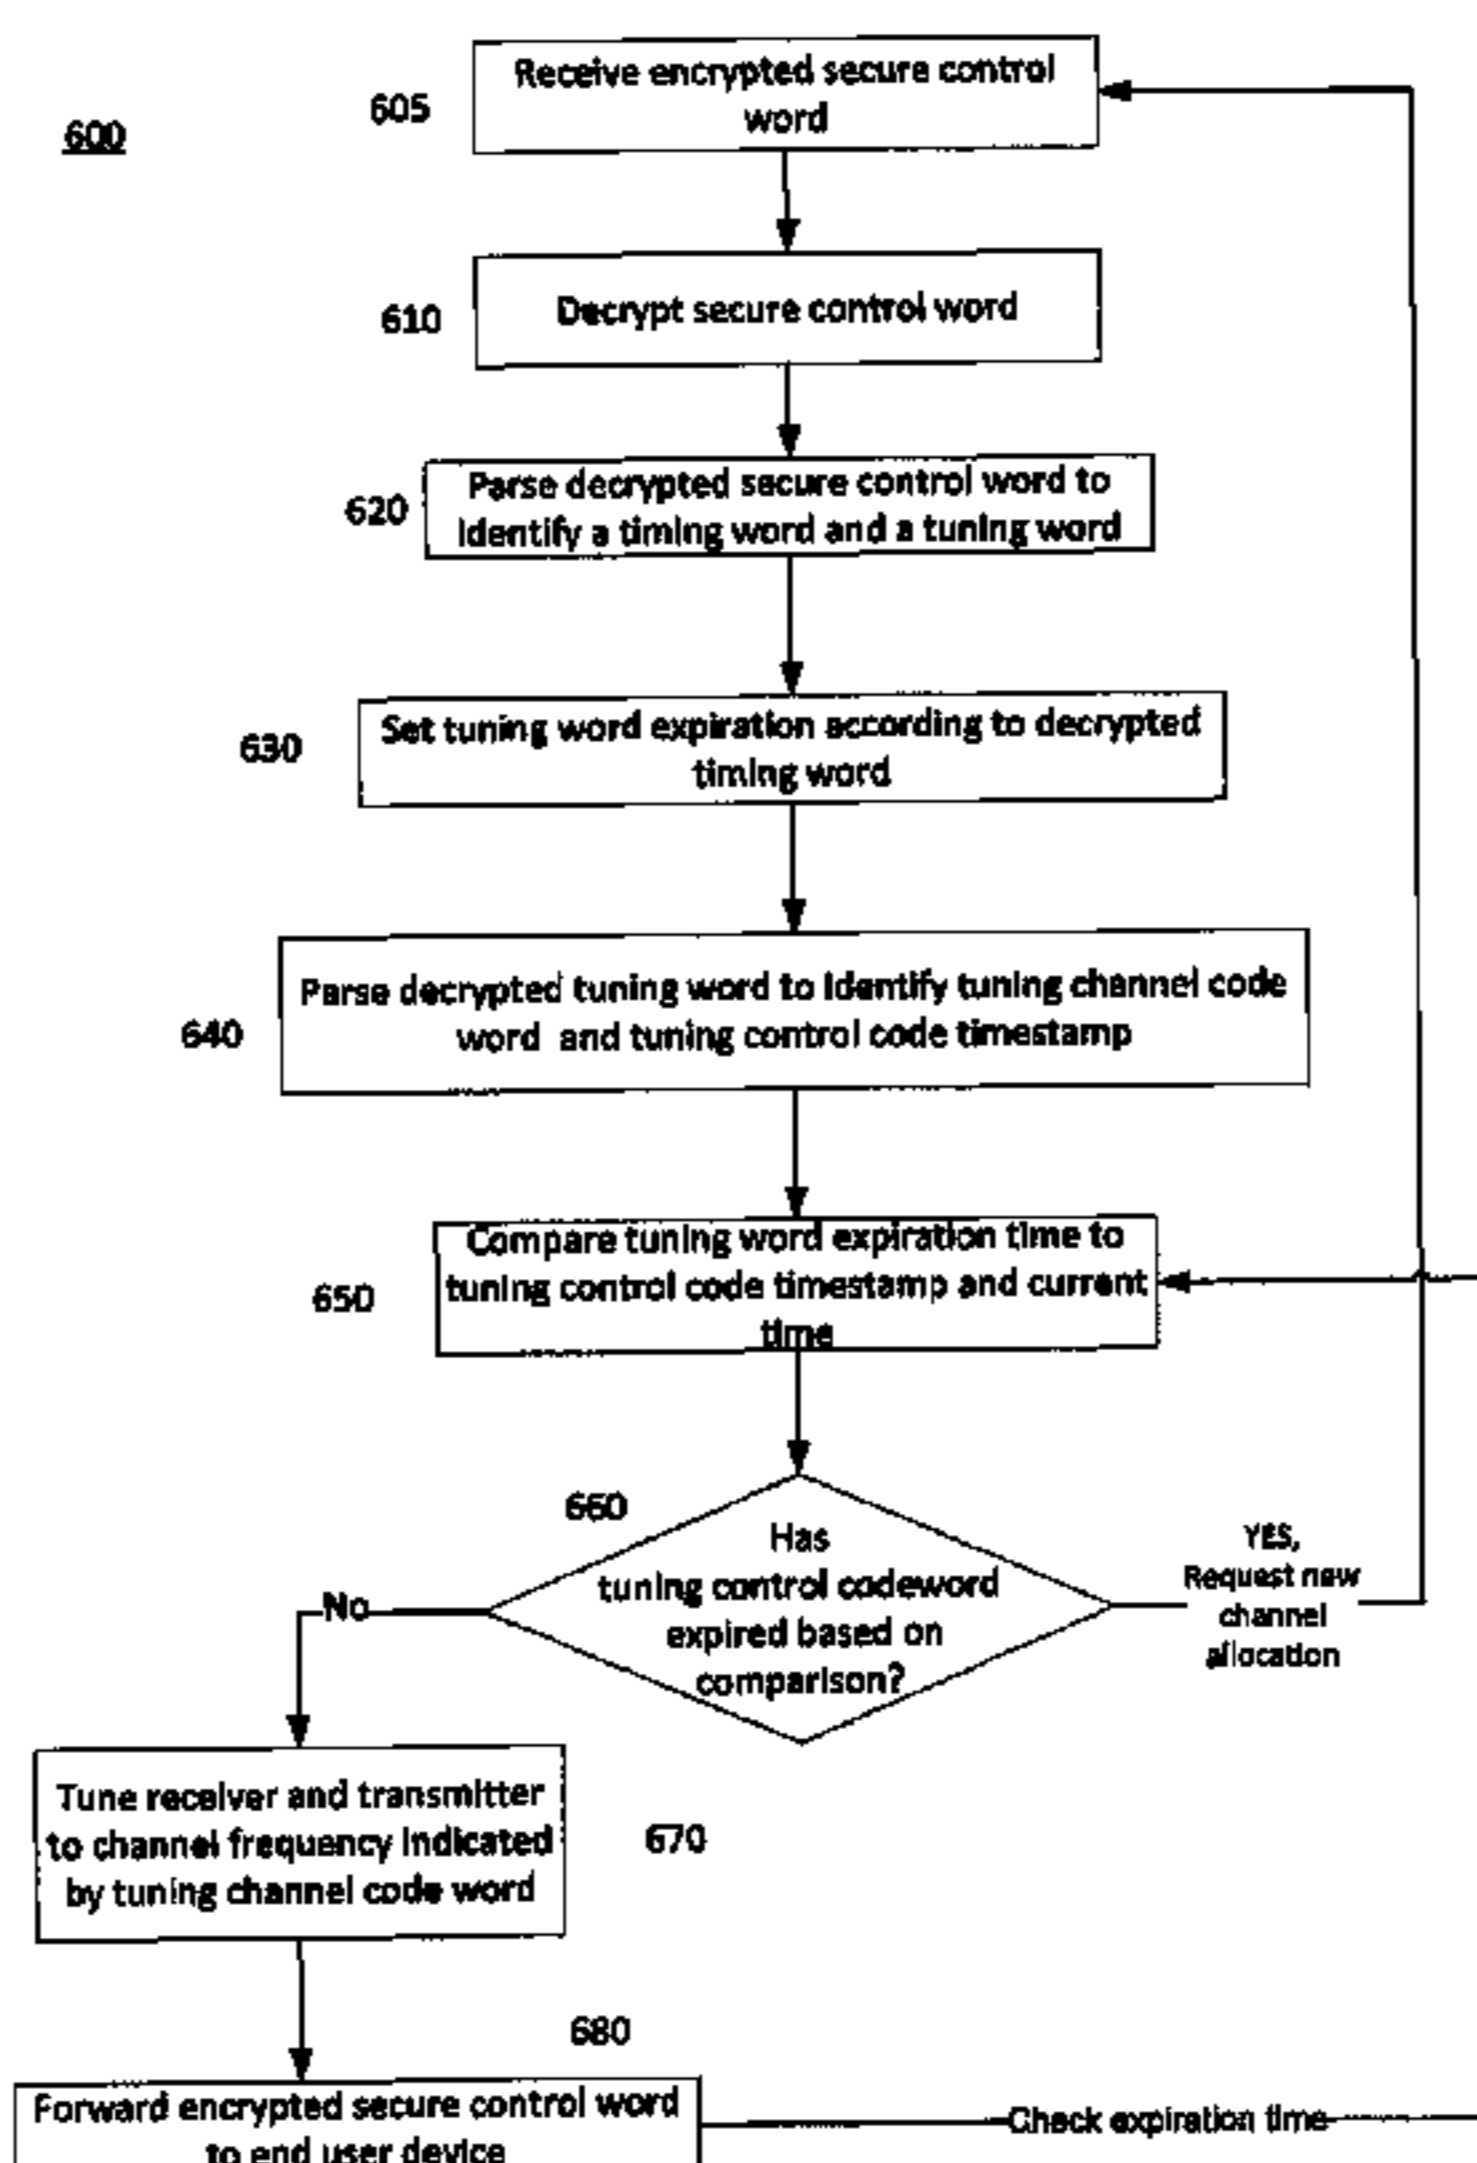 600
605
Receive encrypted secure control
word
610
Decrypt secure control word
620
Parse decrypted secure control word to
identify a timing word and a tuning word
630
Set tuning word expiration according to decrypted
timing word
640
Parse decrypted tuning word to identify tuning channel code
word and tuning control code timestamp
650
Compare tuning word expiration time to
tuning control code timestamp and current
time
660
Has
tuning control codeword
expired based on
comparison?
No
YES,
Request new
channel
allocation
Tune receiver and transmitter
to channel frequency indicated
by tuning channel code word
670
680
Forward encrypted secure control word
to end user device
Check expiration time